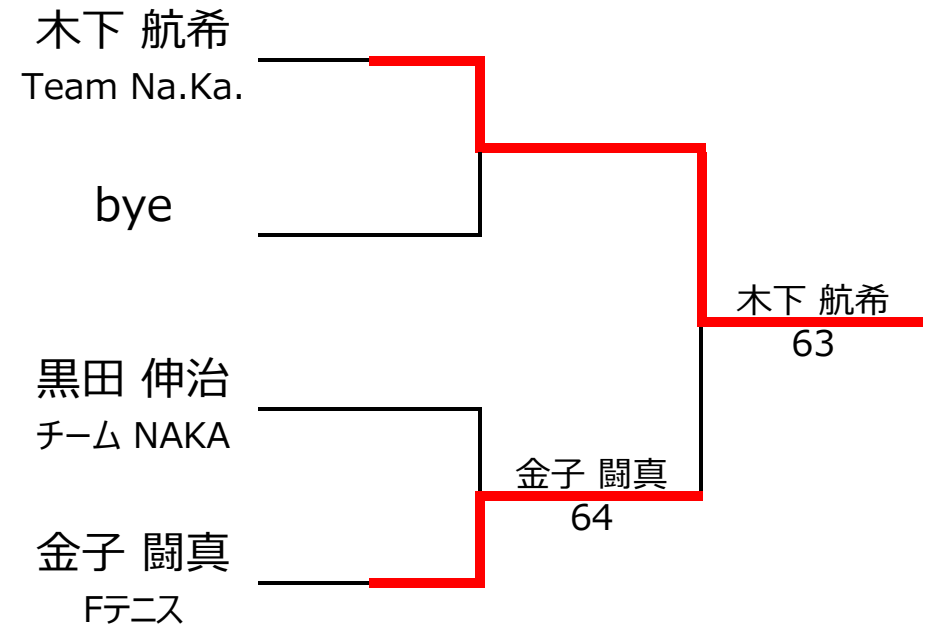 木下 航希
Team Na.Ka.
bye
木下 航希
63
黒田 伸治
チーム NAKA
金子 闘真
64
金子 闘真
Fテニス